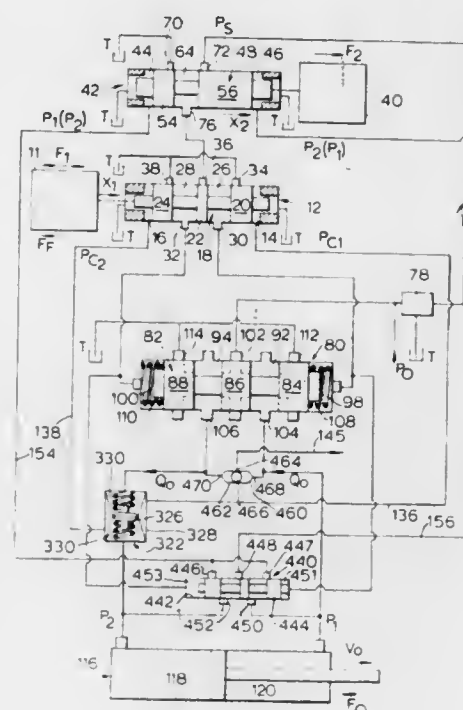 70 PS
T 44 64 72 49 46 F2
42 56 40
T 54 T
P1(P2) 76 X2
36 P2(P1)
11 F1 T 38 28 26 34
X1 24 20 12
T 16 22 18 30 14 T
FF 32 PC1
PC2 78
82 114 94 102 92 112 80 T
T PO
88 86 84
100 98
110 108
138 106 104 145
154 464
QO 470 QO
330 468
462 466 460 136 156
326
328
330 322 448 447
446 440
453 451
442
P2 452 450 444 P1
116 118 120 VO
FO